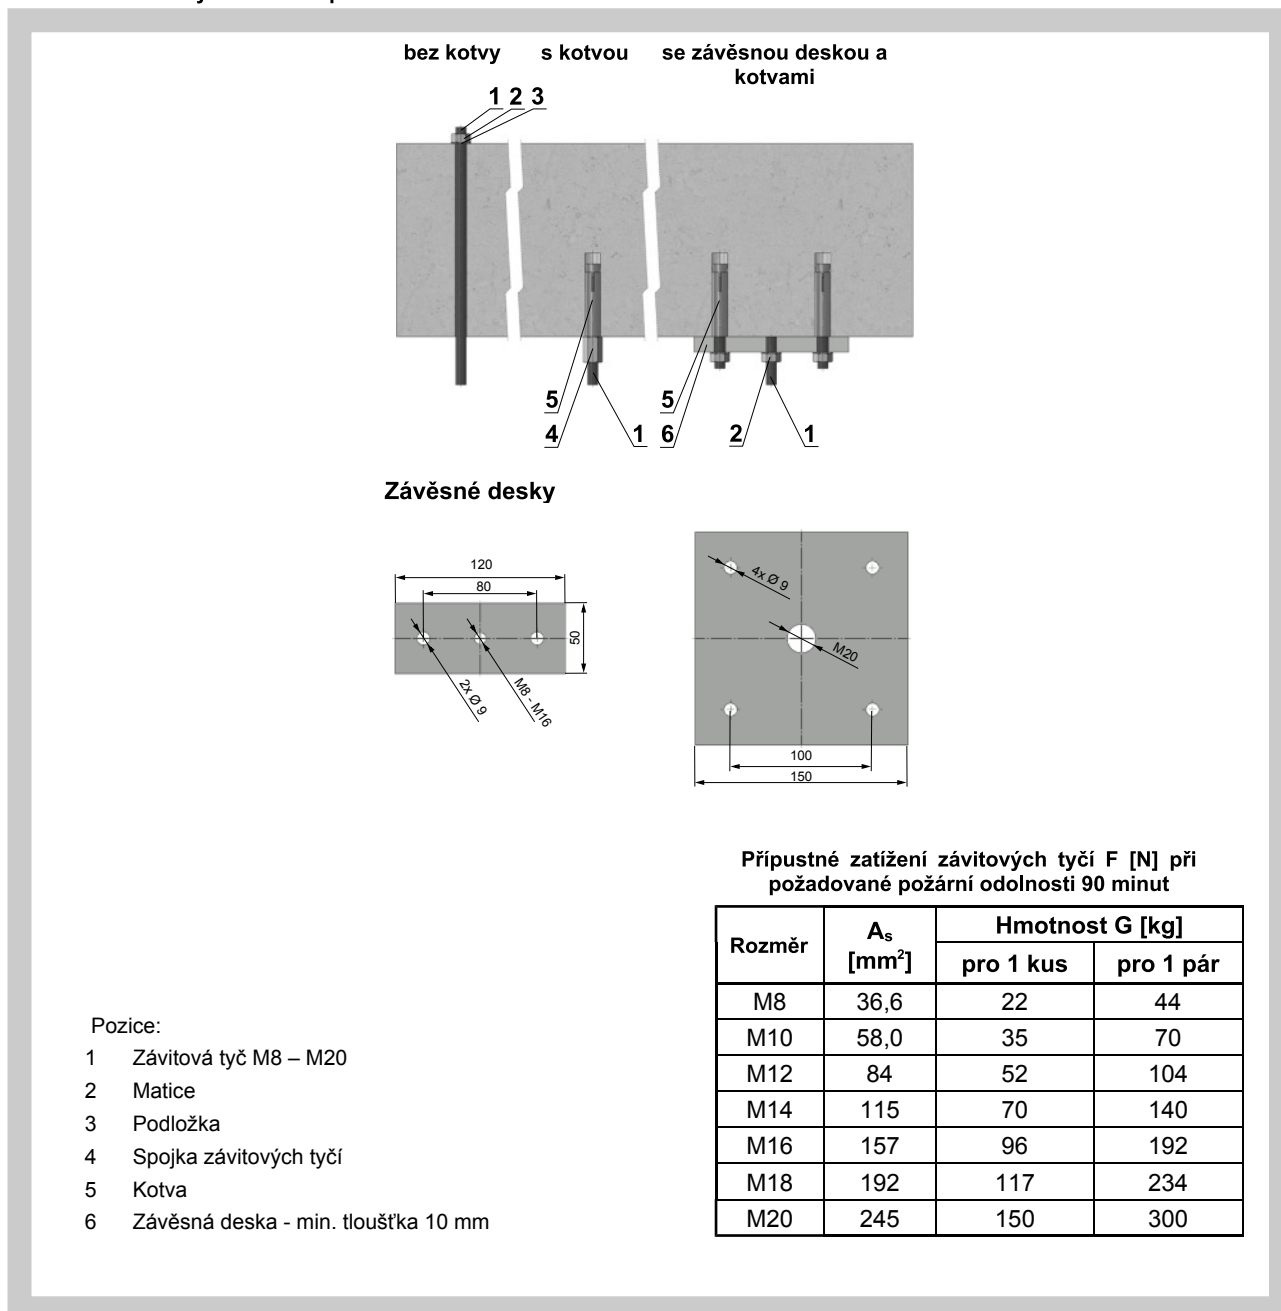 bez kotvy s kotvou se závěsnou deskou a
kotvami
1 2 3
5 5
4 1 6 2 1
Závěsné desky
120
80
50
2x Ø 9
M8 - M16
4x Ø 9
M20
100
150
Přípustné zatížení závitových tyčí F [N] při
požadované požární odolnosti 90 minut
Rozměr As [mm²] Hmotnost G [kg]
pro 1 kus pro 1 pár
M8 36,6 22 44
M10 58,0 35 70
M12 84 52 104
M14 115 70 140
M16 157 96 192
M18 192 117 234
M20 245 150 300
Pozice:
1 Závitová tyč M8 – M20
2 Matice
3 Podložka
4 Spojka závitových tyčí
5 Kotva
6 Závěsná deska - min. tloušťka 10 mm